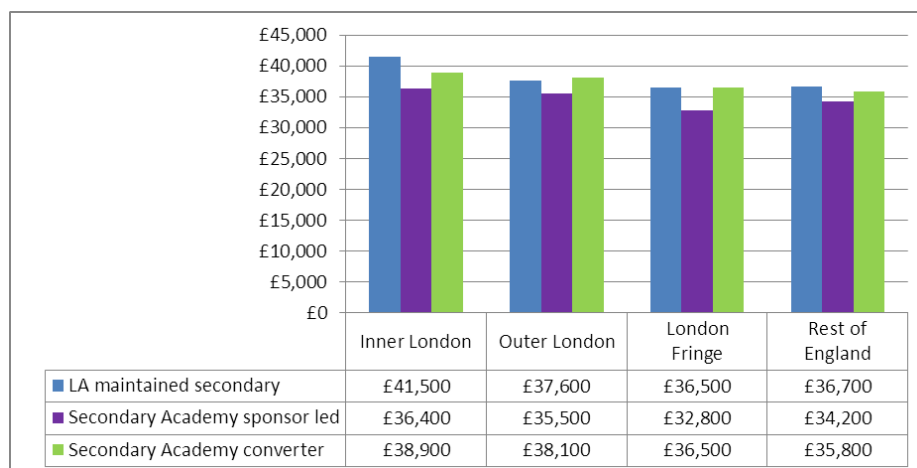 £45,000
£40,000
£35,000
£30,000
£25,000
£20,000
£15,000
£10,000
£5,000
£0
Inner London Outer London London Fringe Rest of England
LA maintained secondary £41,500 £37,600 £36,500 £36,700
Secondary Academy sponsor led £36,400 £35,500 £32,800 £34,200
Secondary Academy converter £38,900 £38,100 £36,500 £35,800